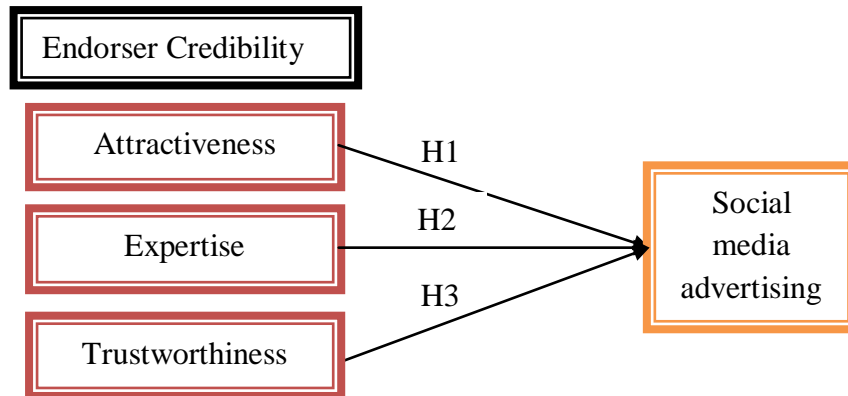 Endorser Credibility
Attractiveness
H1
Expertise
H2
Trustworthiness
H3
Social
media
advertising